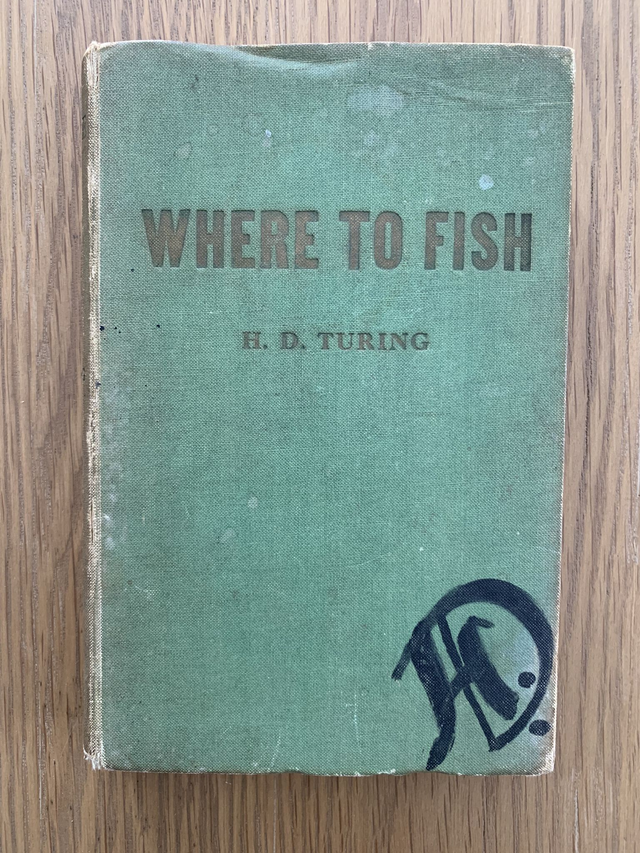 WHERE TO FISH
H. D. TURING
H.D.